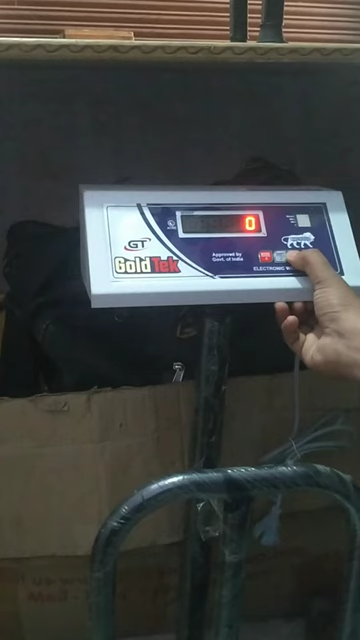 0
GT
GoldTek
Approved by
Govt. of India
ELECTRONIC